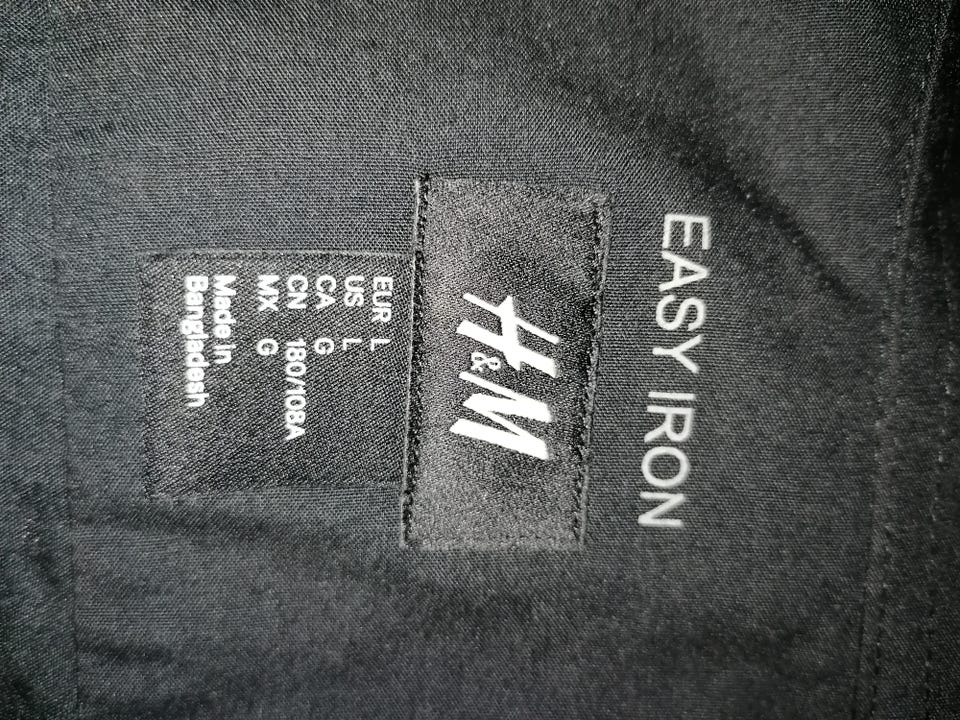 EASY IRON
H&M
EUR L
US L
CA G
CN 180/108A
MX G
Made in
Bangladesh